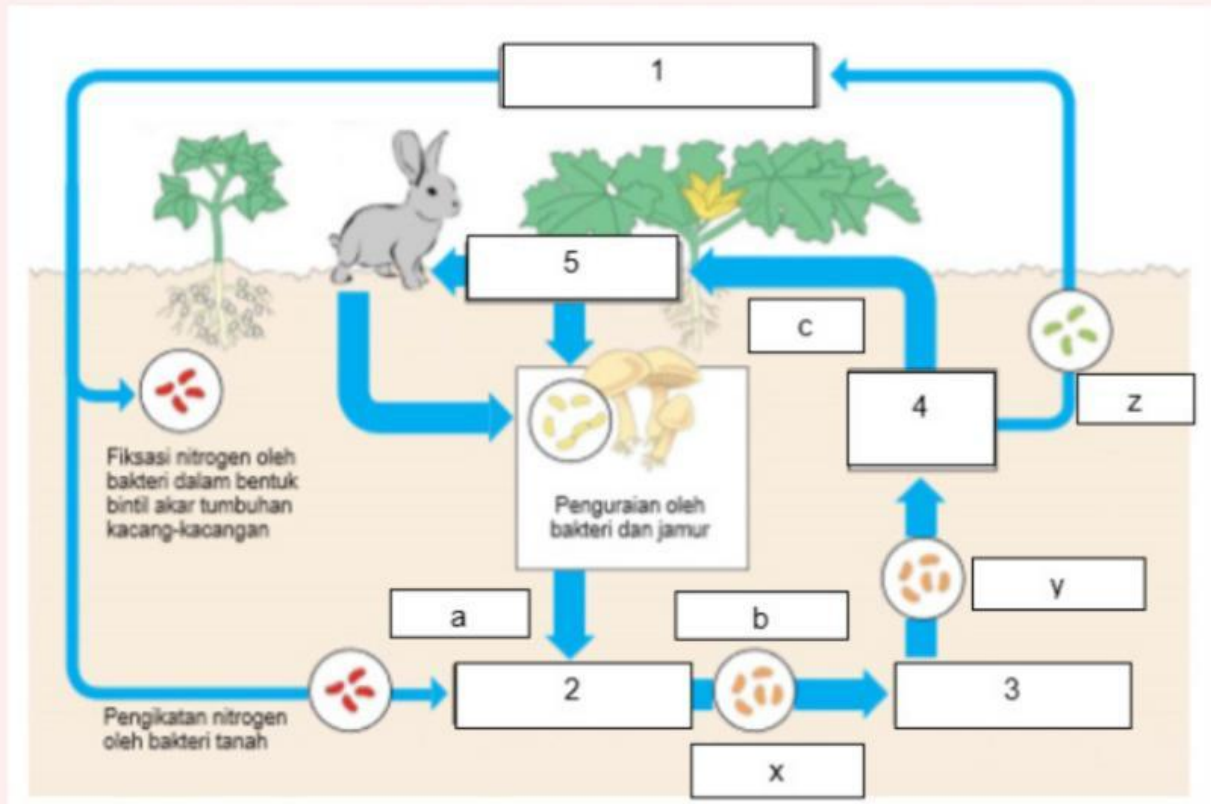 1
5
c
4
z
Fiksasi nitrogen oleh
bakteri dalam bentuk
bintil akar tumbuhan
kacang-kacangan
Penguraian oleh
bakteri dan jamur
y
a
b
2
3
Pengikatan nitrogen
oleh bakteri tanah
x